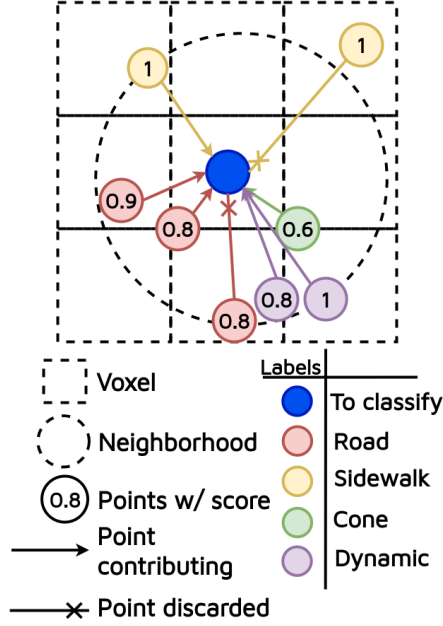 1
1
0.9
0.8
0.6
0.8
0.8
1
Labels
Voxel
To classify
Neighborhood
Road
Sidewalk
0.8
Points w/ score
Cone
Point
contributing
Dynamic
Point discarded